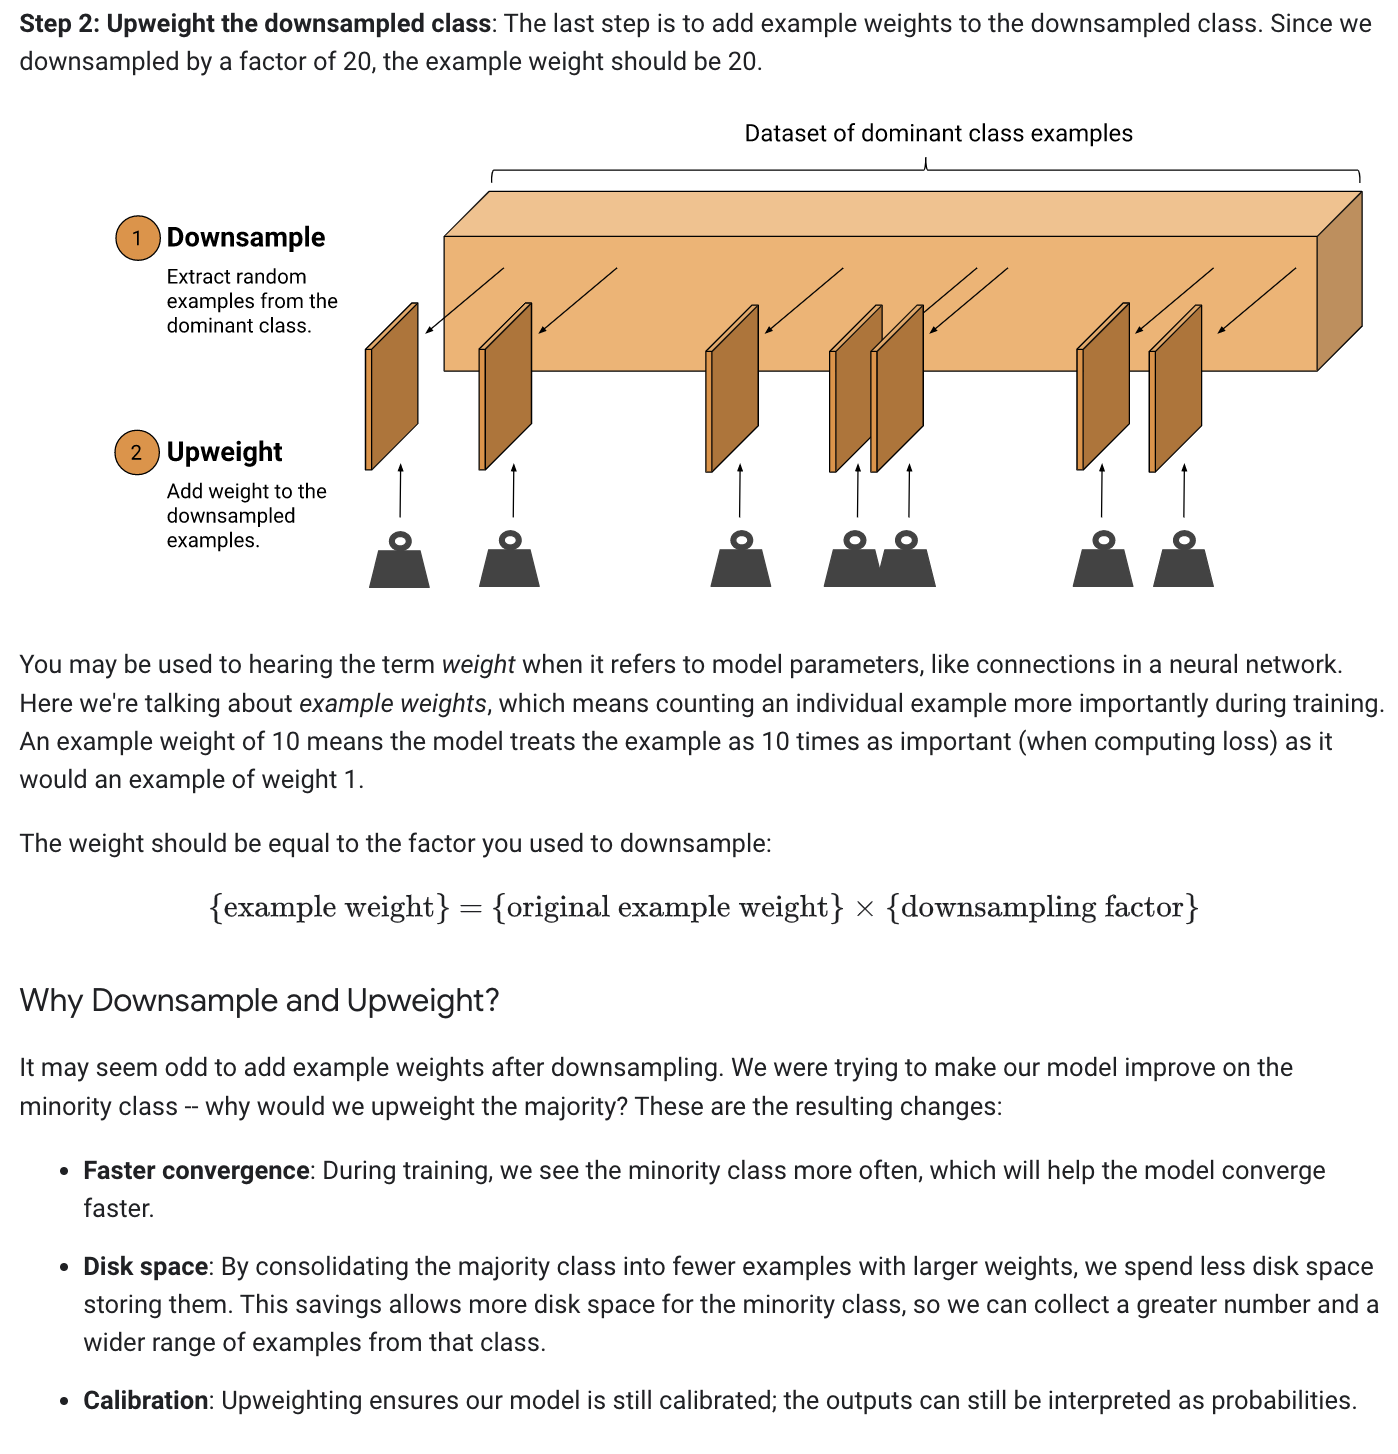 Step 2: Upweight the downsampled class: The last step is to add example weights to the downsampled class. Since we
downsampled by a factor of 20, the example weight should be 20.
Dataset of dominant class examples
1 Downsample
Extract random
examples from the
dominant class.
2 Upweight
Add weight to the
downsampled
examples.
You may be used to hearing the term weight when it refers to model parameters, like connections in a neural network.
Here we're talking about example weights, which means counting an individual example more importantly during training.
An example weight of 10 means the model treats the example as 10 times as important (when computing loss) as it
would an example of weight 1.
The weight should be equal to the factor you used to downsample:
{example weight} = {original example weight} × {downsampling factor}
Why Downsample and Upweight?
It may seem odd to add example weights after downsampling. We were trying to make our model improve on the
minority class -- why would we upweight the majority? These are the resulting changes:
• Faster convergence: During training, we see the minority class more often, which will help the model converge
faster.
• Disk space: By consolidating the majority class into fewer examples with larger weights, we spend less disk space
storing them. This savings allows more disk space for the minority class, so we can collect a greater number and a
wider range of examples from that class.
• Calibration: Upweighting ensures our model is still calibrated; the outputs can still be interpreted as probabilities.